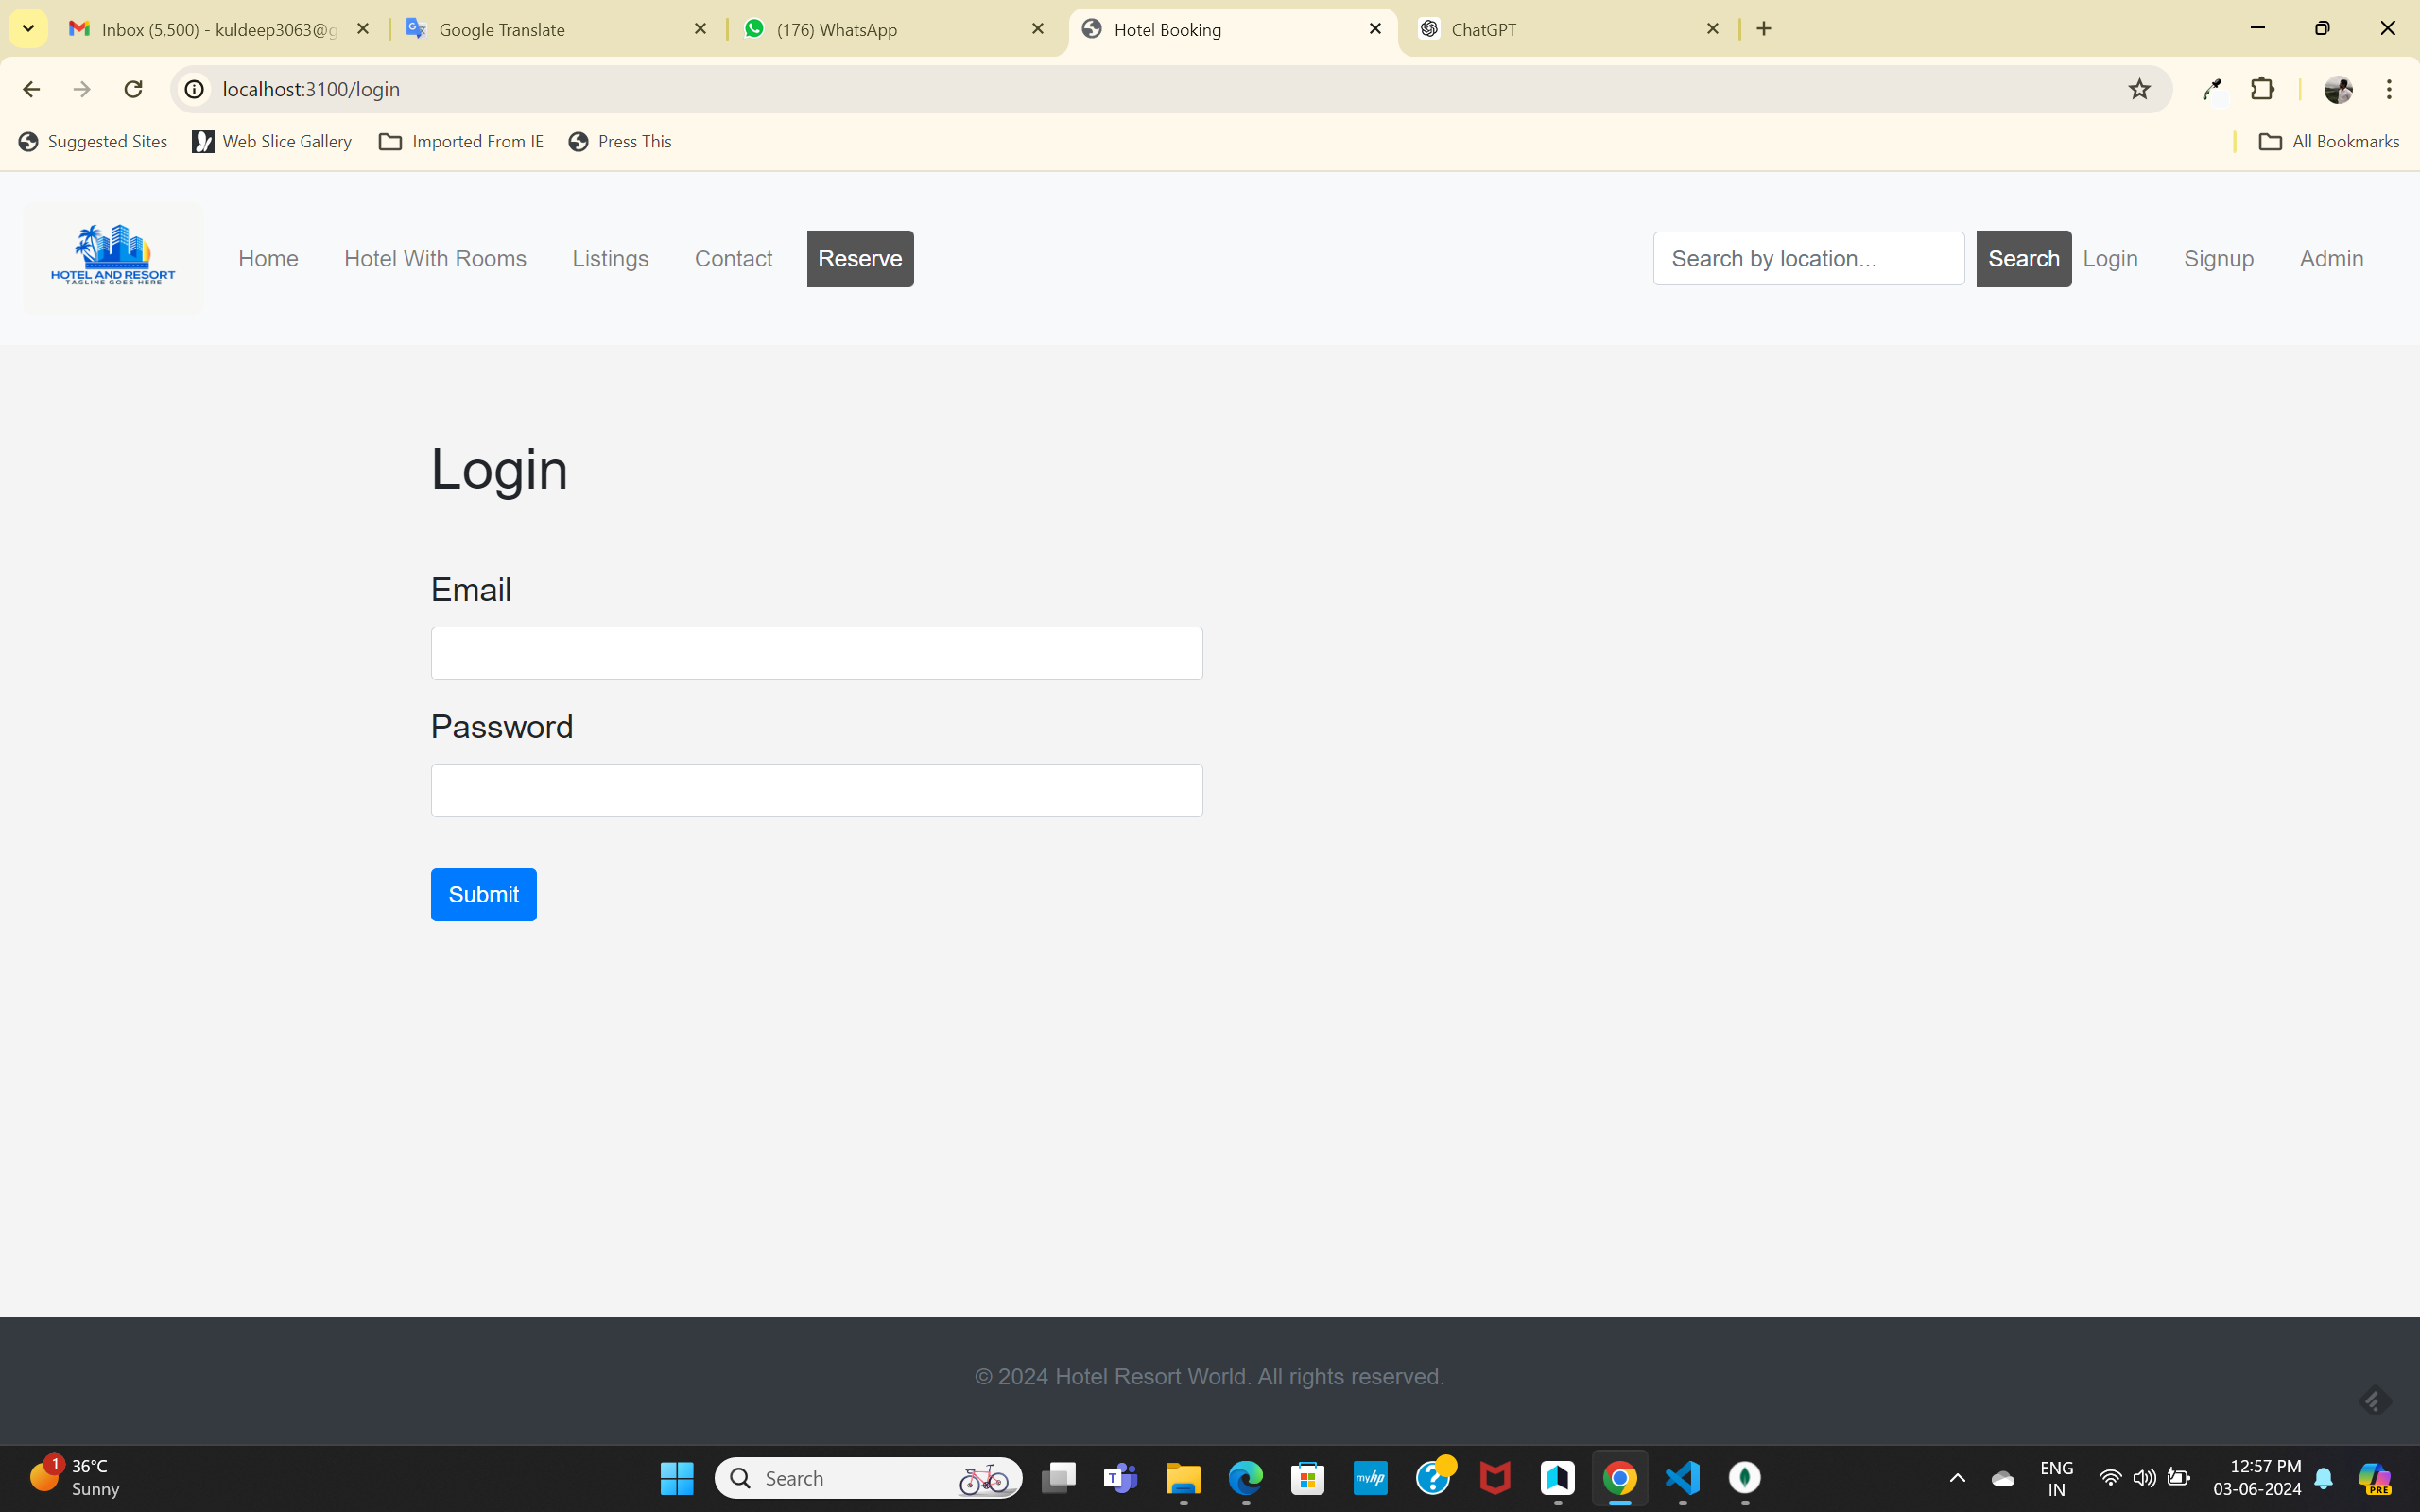 Inbox (5,500) - kuldeep3063@g
Google Translate
(176) WhatsApp
Hotel Booking
ChatGPT
localhost:3100/login
Suggested Sites
Web Slice Gallery
Imported From IE
Press This
All Bookmarks
HOTEL AND RESORT
TAGLINE GOES HERE
Home
Hotel With Rooms
Listings
Contact
Reserve
Search by location...
Search
Login
Signup
Admin
Login
Email
Password
Submit
© 2024 Hotel Resort World. All rights reserved.
1
36°C
Sunny
Search
T
myhp
?
ENG
IN
12:57 PM
03-06-2024
PRE